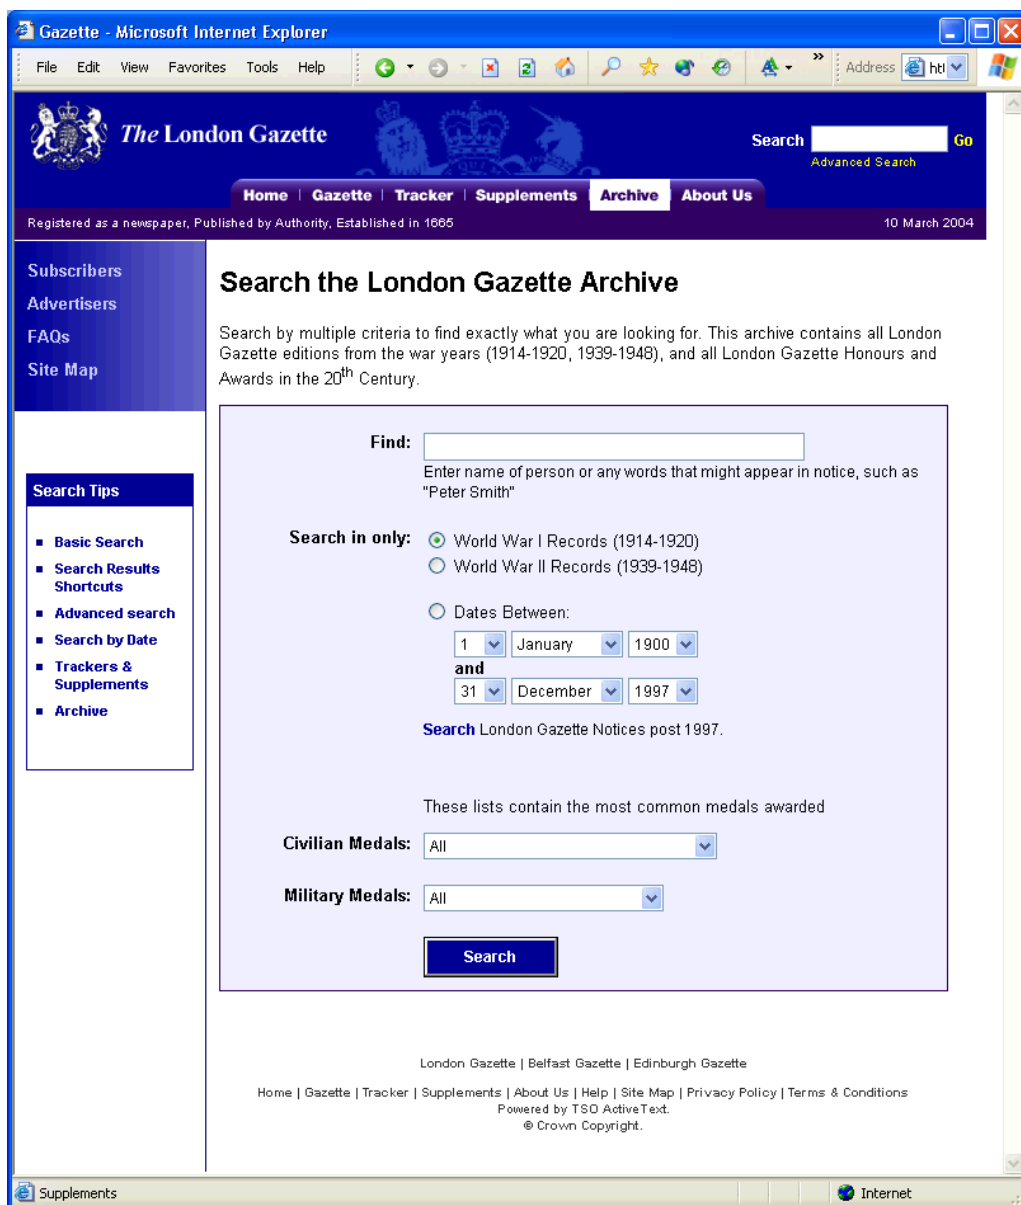 Gazette - Microsoft Internet Explorer
File Edit View Favorites Tools Help » Address
The London Gazette
Search Go
Advanced Search
Home | Gazette | Tracker | Supplements | Archive | About Us
Registered as a newspaper, Published by Authority, Established in 1665 10 March 2004
Subscribers
Advertisers
FAQs
Site Map
Search Tips
Basic Search
Search Results
Shortcuts
Advanced search
Search by Date
Trackers &
Supplements
Archive
Search the London Gazette Archive
Search by multiple criteria to find exactly what you are looking for. This archive contains all London
Gazette editions from the war years (1914-1920, 1939-1948), and all London Gazette Honours and
Awards in the 20th Century.
Find:
Enter name of person or any words that might appear in notice, such as
"Peter Smith"
Search in only: World War I Records (1914-1920)
World War II Records (1939-1948)
Dates Between:
1 January 1900
and
31 December 1997
Search London Gazette Notices post 1997.
These lists contain the most common medals awarded
Civilian Medals: All
Military Medals: All
Search
London Gazette | Belfast Gazette | Edinburgh Gazette
Home | Gazette | Tracker | Supplements | About Us | Help | Site Map | Privacy Policy | Terms & Conditions
Powered by TSO ActiveText.
© Crown Copyright.
Supplements Internet